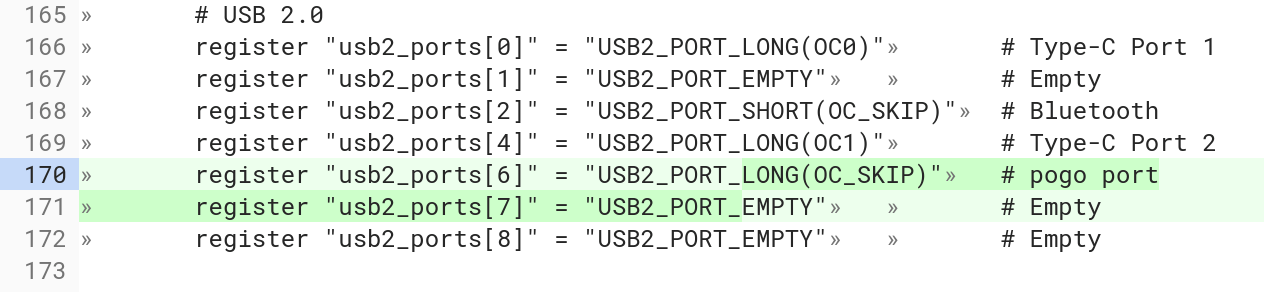 165 »	# USB 2.0
166 »	register "usb2_ports[0]" = "USB2_PORT_LONG(OC0)"»	# Type-C Port 1
167 »	register "usb2_ports[1]" = "USB2_PORT_EMPTY"»	»	# Empty
168 »	register "usb2_ports[2]" = "USB2_PORT_SHORT(OC_SKIP)"»	# Bluetooth
169 »	register "usb2_ports[4]" = "USB2_PORT_LONG(OC1)"»	# Type-C Port 2
170 »	register "usb2_ports[6]" = "USB2_PORT_LONG(OC_SKIP)"»	# pogo port
171 »	register "usb2_ports[7]" = "USB2_PORT_EMPTY"»	»	# Empty
172 »	register "usb2_ports[8]" = "USB2_PORT_EMPTY"»	»	# Empty
173